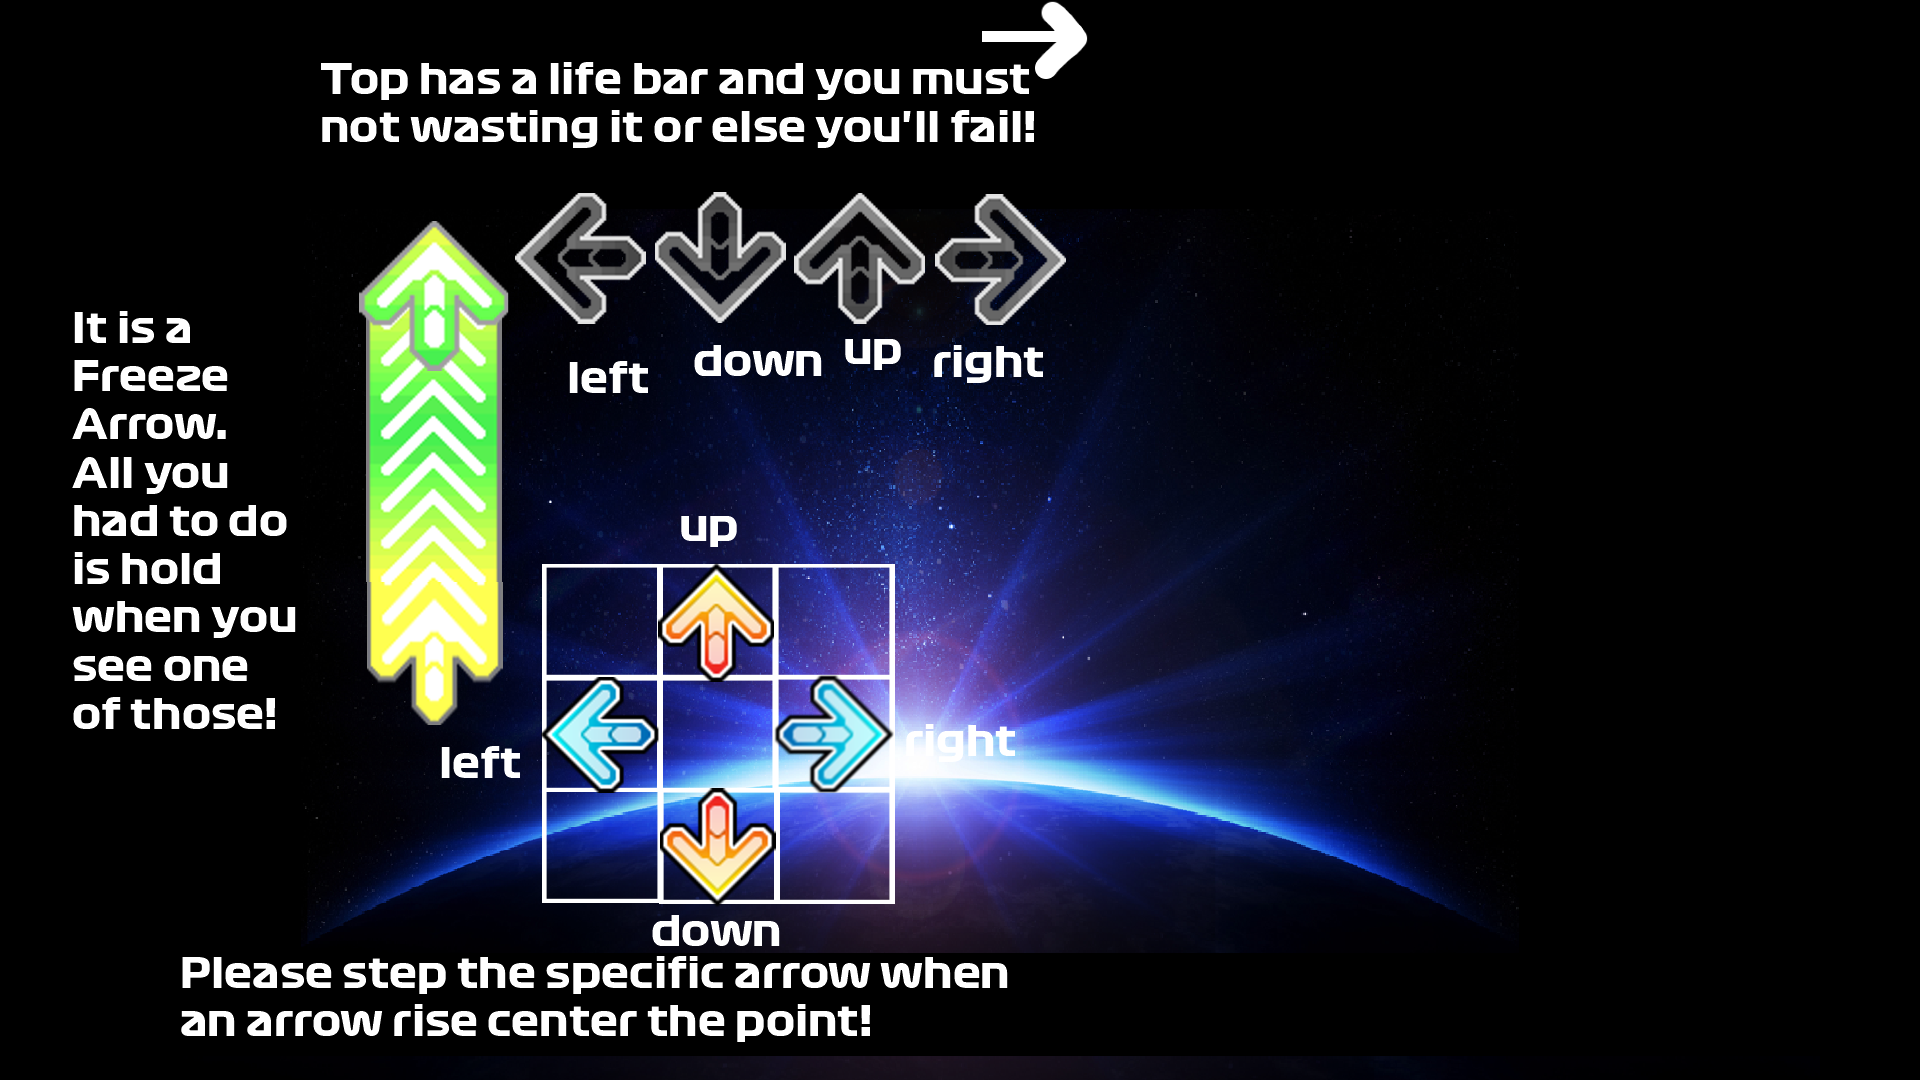 Top has a life bar and you must
not wasting it or else you'll fail!
left
down
up
right
It is a
Freeze
Arrow.
All you
had to do
is hold
when you
see one
of those!
up
left
right
down
Please step the specific arrow when
an arrow rise center the point!